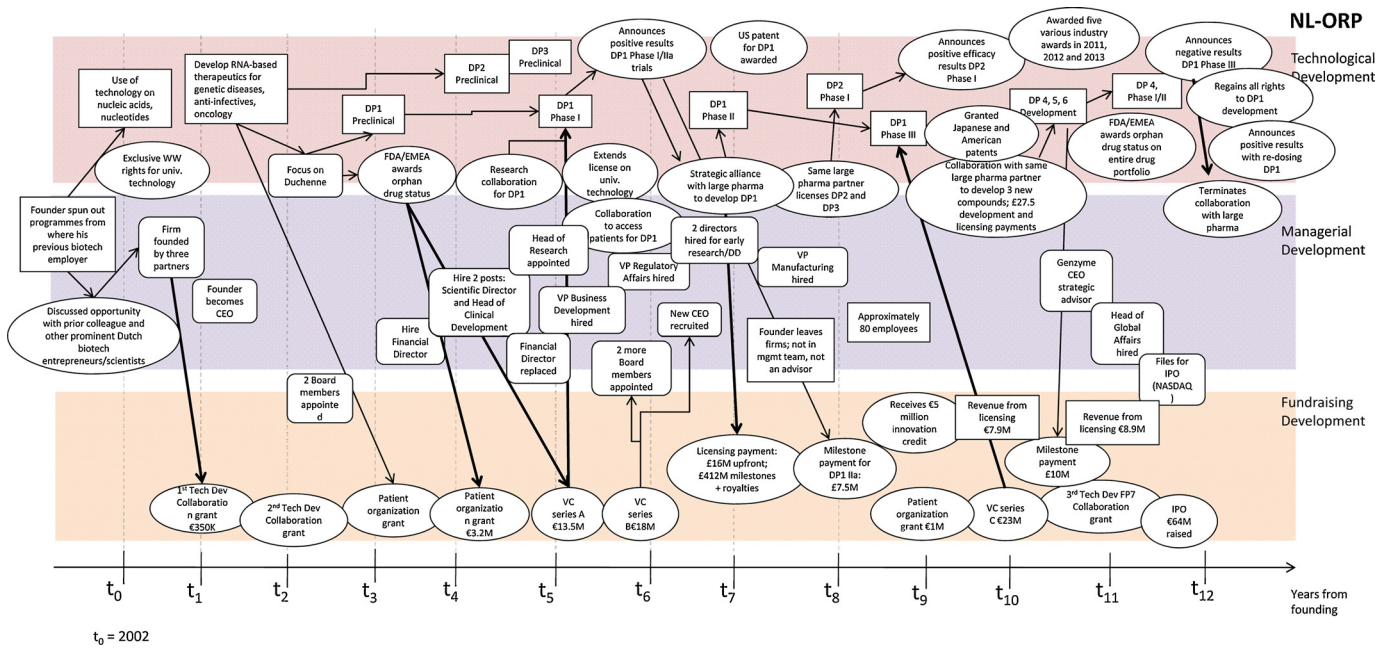 NL-ORP
Technological
Development
Use of
technology on
nucleic acids,
nucleotides
Develop RNA-based
therapeutics for
genetic diseases,
anti-infectives,
oncology
DP2
Preclinical
DP3
Preclinical
Announces
positive results
DP1 Phase I/IIa
trials
US patent
for DP1
awarded
Announces
positive efficacy
results DP2
Phase I
Awarded five
various industry
awards in 2011,
2012 and 2013
Announces
negative results
DP1 Phase III
DP1
Preclinical
DP1
Phase I
DP1
Phase II
DP2
Phase I
DP1
Phase III
DP 4, 5, 6
Development
DP 4,
Phase I/II
Regains all rights
to DP1
development
Exclusive WW
rights for univ.
technology
Focus on
Duchenne
FDA/EMEA
awards
orphan
drug status
Research
collaboration
for DP1
Extends
license on
univ.
technology
Strategic alliance
with large pharma
to develop DP1
Same large
pharma partner
licenses DP2 and
DP3
Granted
Japanese and
American
patents
Collaboration with same
large pharma partner
to develop 3 new
compounds; £27.5
development and
licensing payments
FDA/EMEA
awards orphan
drug status on
entire drug
portfolio
Announces
positive results
with re-dosing
DP1
Terminates
collaboration
with large
pharma
Managerial
Development
Founder spun out
programmes from
where his
previous biotech
employer
Firm
founded
by three
partners
Founder
becomes
CEO
Discussed opportunity
with prior colleague and
other prominent Dutch
biotech
entrepreneurs/scientists
Collaboration
to access
patients for DP1
Head of
Research
appointed
VP Regulatory
Affairs hired
2 directors
hired for early
research/DD
VP
Manufacturing
hired
Hire 2 posts:
Scientific Director
and Head of
Clinical
Development
VP Business
Development
hired
Hire
Financial
Director
Financial
Director
replaced
New CEO
recruited
2 more
Board
members
appointed
Founder leaves
firms; not in
mgmt team, not
an advisor
Approximately
80 employees
Genzyme
CEO
strategic
advisor
Head of
Global
Affairs
hired
Files for
IPO
(NASDAQ
)
2 Board
members
appointe
d
Fundraising
Development
1st Tech Dev
Collaboratio
n grant
€350K
2nd Tech Dev
Collaboration
grant
Patient
organization
grant
Patient
organizatio
n grant
€3.2M
VC
series A
€13.5M
VC
series
B€18M
Licensing payment:
£16M upfront;
£412M milestones
+ royalties
Milestone
payment for
DP1 IIa:
£7.5M
Receives €5
million
innovation
credit
Revenue from
licensing
€7.9M
Revenue from
licensing €8.9M
Milestone
payment
£10M
Patient
organization
grant €1M
VC series
C €23M
3rd Tech Dev FP7
Collaboration
grant
IPO
€64M
raised
t0 t1 t2 t3 t4 t5 t6 t7 t8 t9 t10 t11 t12
Years from
founding
t0 = 2002